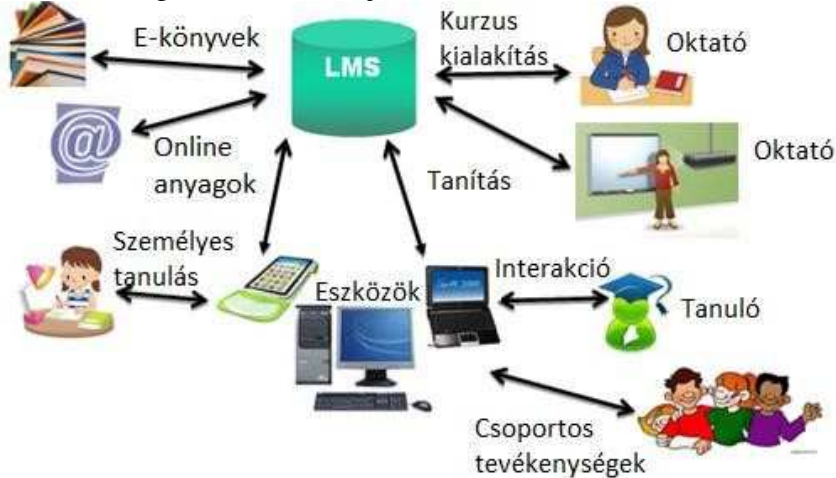 E-könyvek
LMS
Kurzus
kialakítás
Oktató
Online
anyagok
Tanítás
Oktató
Személyes
tanulás
Eszközök
Interakció
Tanuló
Csoportos
tevékenységek